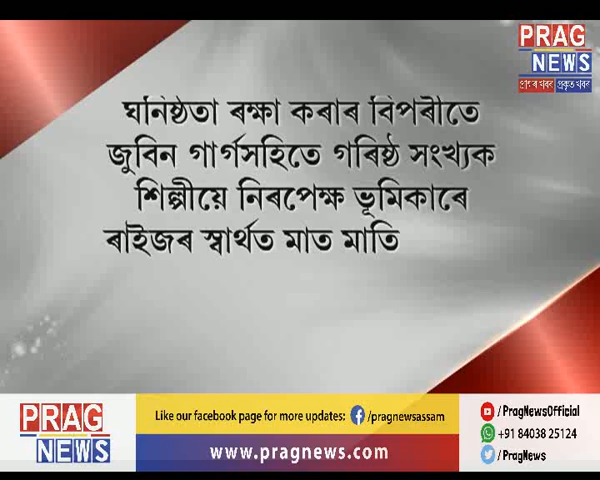 PRAG
NEWS
প্ৰাণৰ খবৰ প্ৰকৃত খবৰ
ঘনিষ্ঠতা ৰক্ষা কৰাৰ বিপৰীতে
জুবিন গাৰ্গসহিতে গৰিষ্ঠ সংখ্যক
শিল্পীয়ে নিৰপেক্ষ ভূমিকাৰে
ৰাইজৰ স্বাৰ্থত মাত মাতি
PRAG
NEWS
Like our facebook page for more updates: /pragnewsassam
www.pragnews.com
/PragNewsOfficial
+91 84038 25124
/PragNews